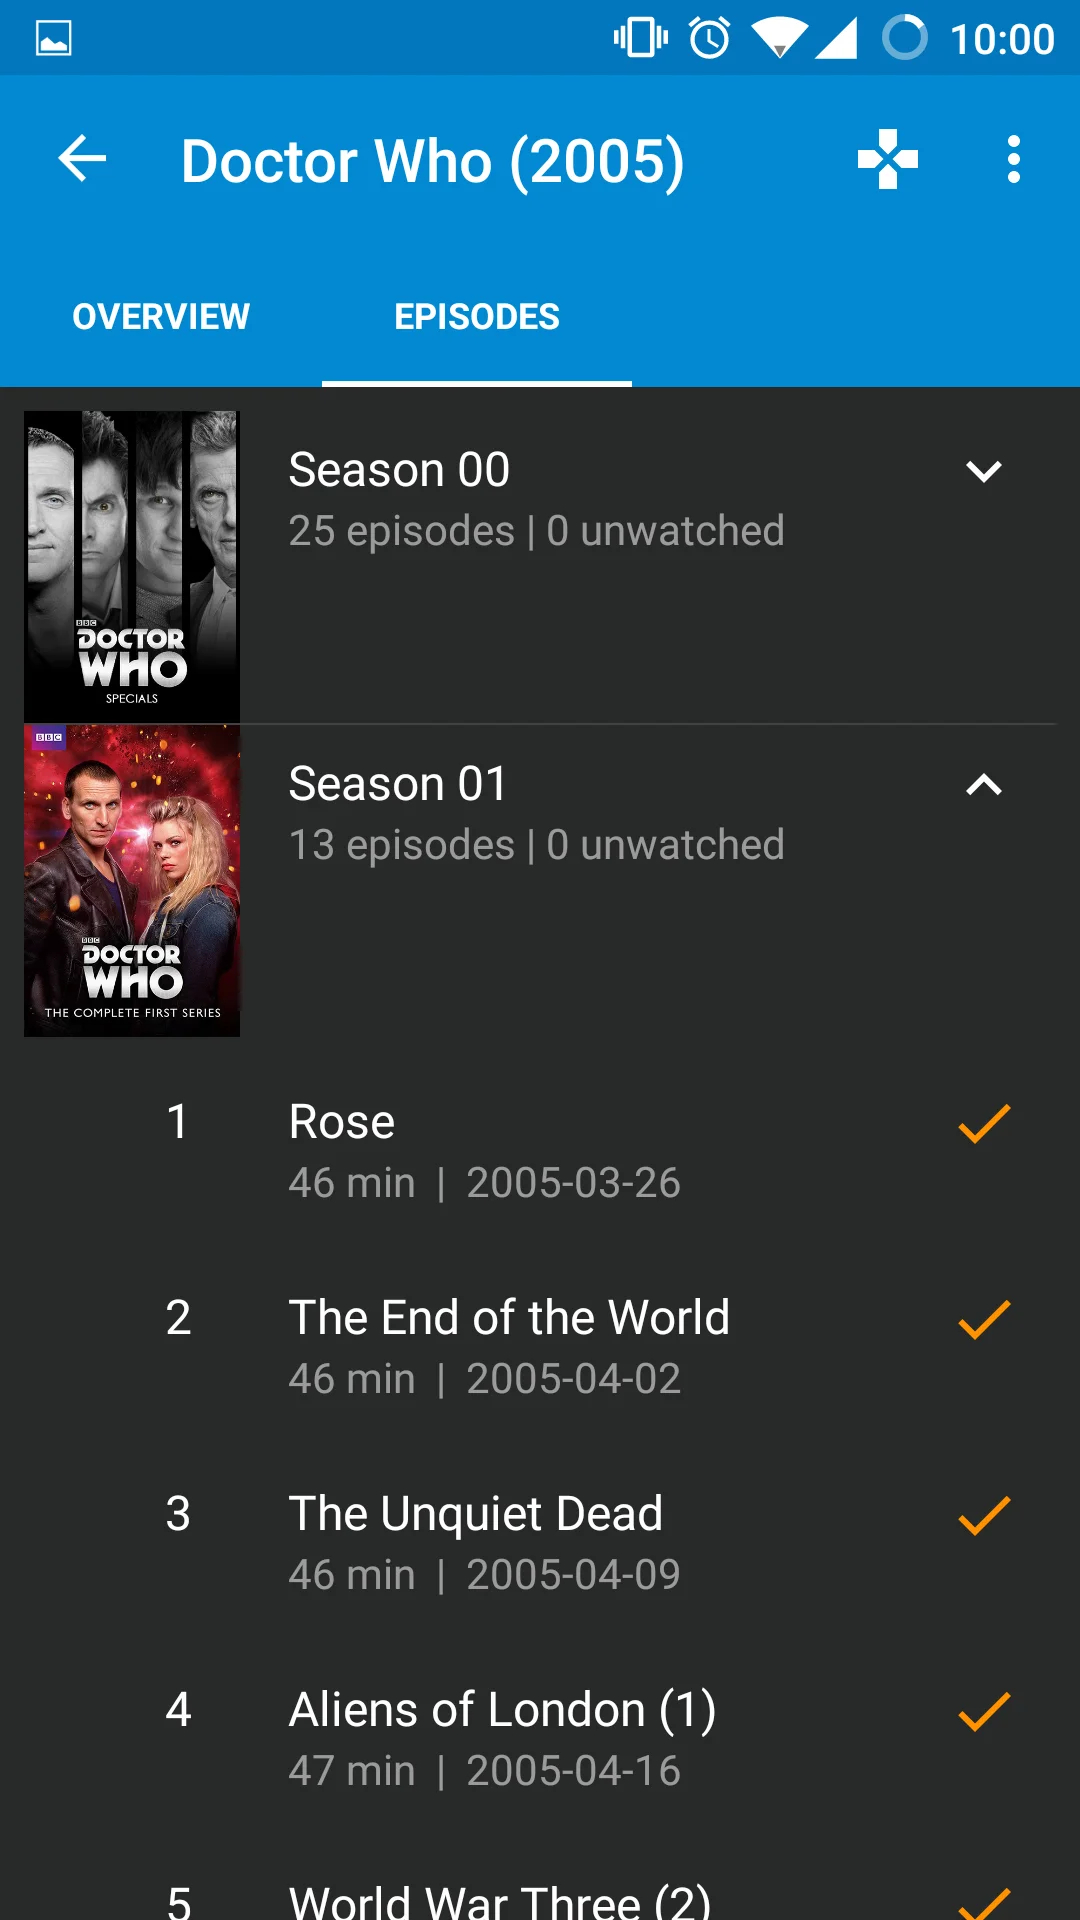 10:00
Doctor Who (2005)
OVERVIEW
EPISODES
Season 00
25 episodes | 0 unwatched
BBC
DOCTOR
WHO
SPECIALS
BBC
Season 01
13 episodes | 0 unwatched
BBC
DOCTOR
WHO
THE COMPLETE FIRST SERIES
1 Rose
46 min | 2005-03-26
2 The End of the World
46 min | 2005-04-02
3 The Unquiet Dead
46 min | 2005-04-09
4 Aliens of London (1)
47 min | 2005-04-16
5 World War Three (2)